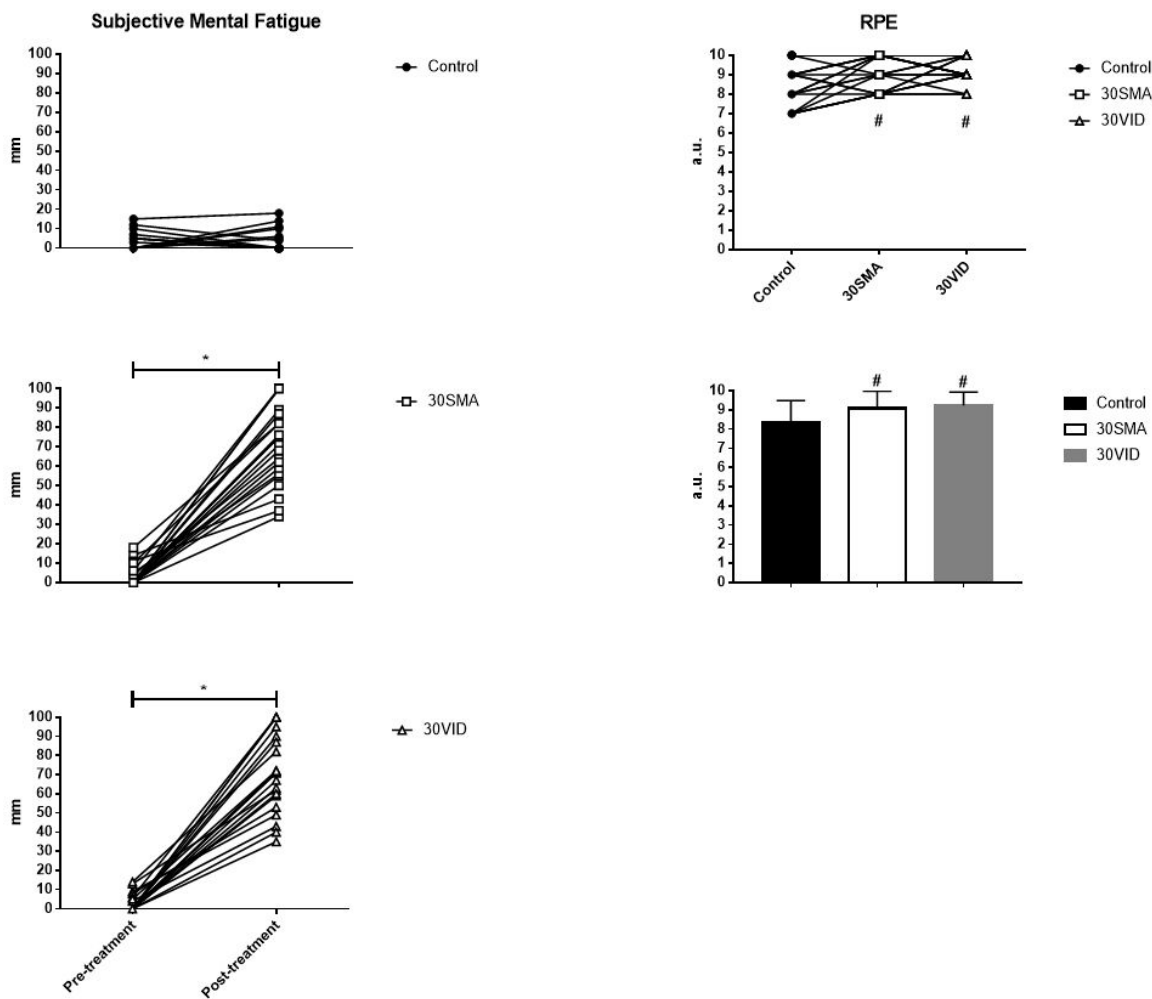 Subjective Mental Fatigue
100
90
80
70
60
50
40
30
20
10
0
mm
Control
RPE
10
9
8
7
6
5
4
3
2
1
0
a.u.
# #
Control
30SMA
30VID
Control
30SMA
30VID
*
100
90
80
70
60
50
40
30
20
10
0
mm
30SMA
10
9
8
7
6
5
4
3
2
1
0
a.u.
# #
Control
30SMA
30VID
*
100
90
80
70
60
50
40
30
20
10
0
mm
30VID
Pre-treatment
Post-treatment